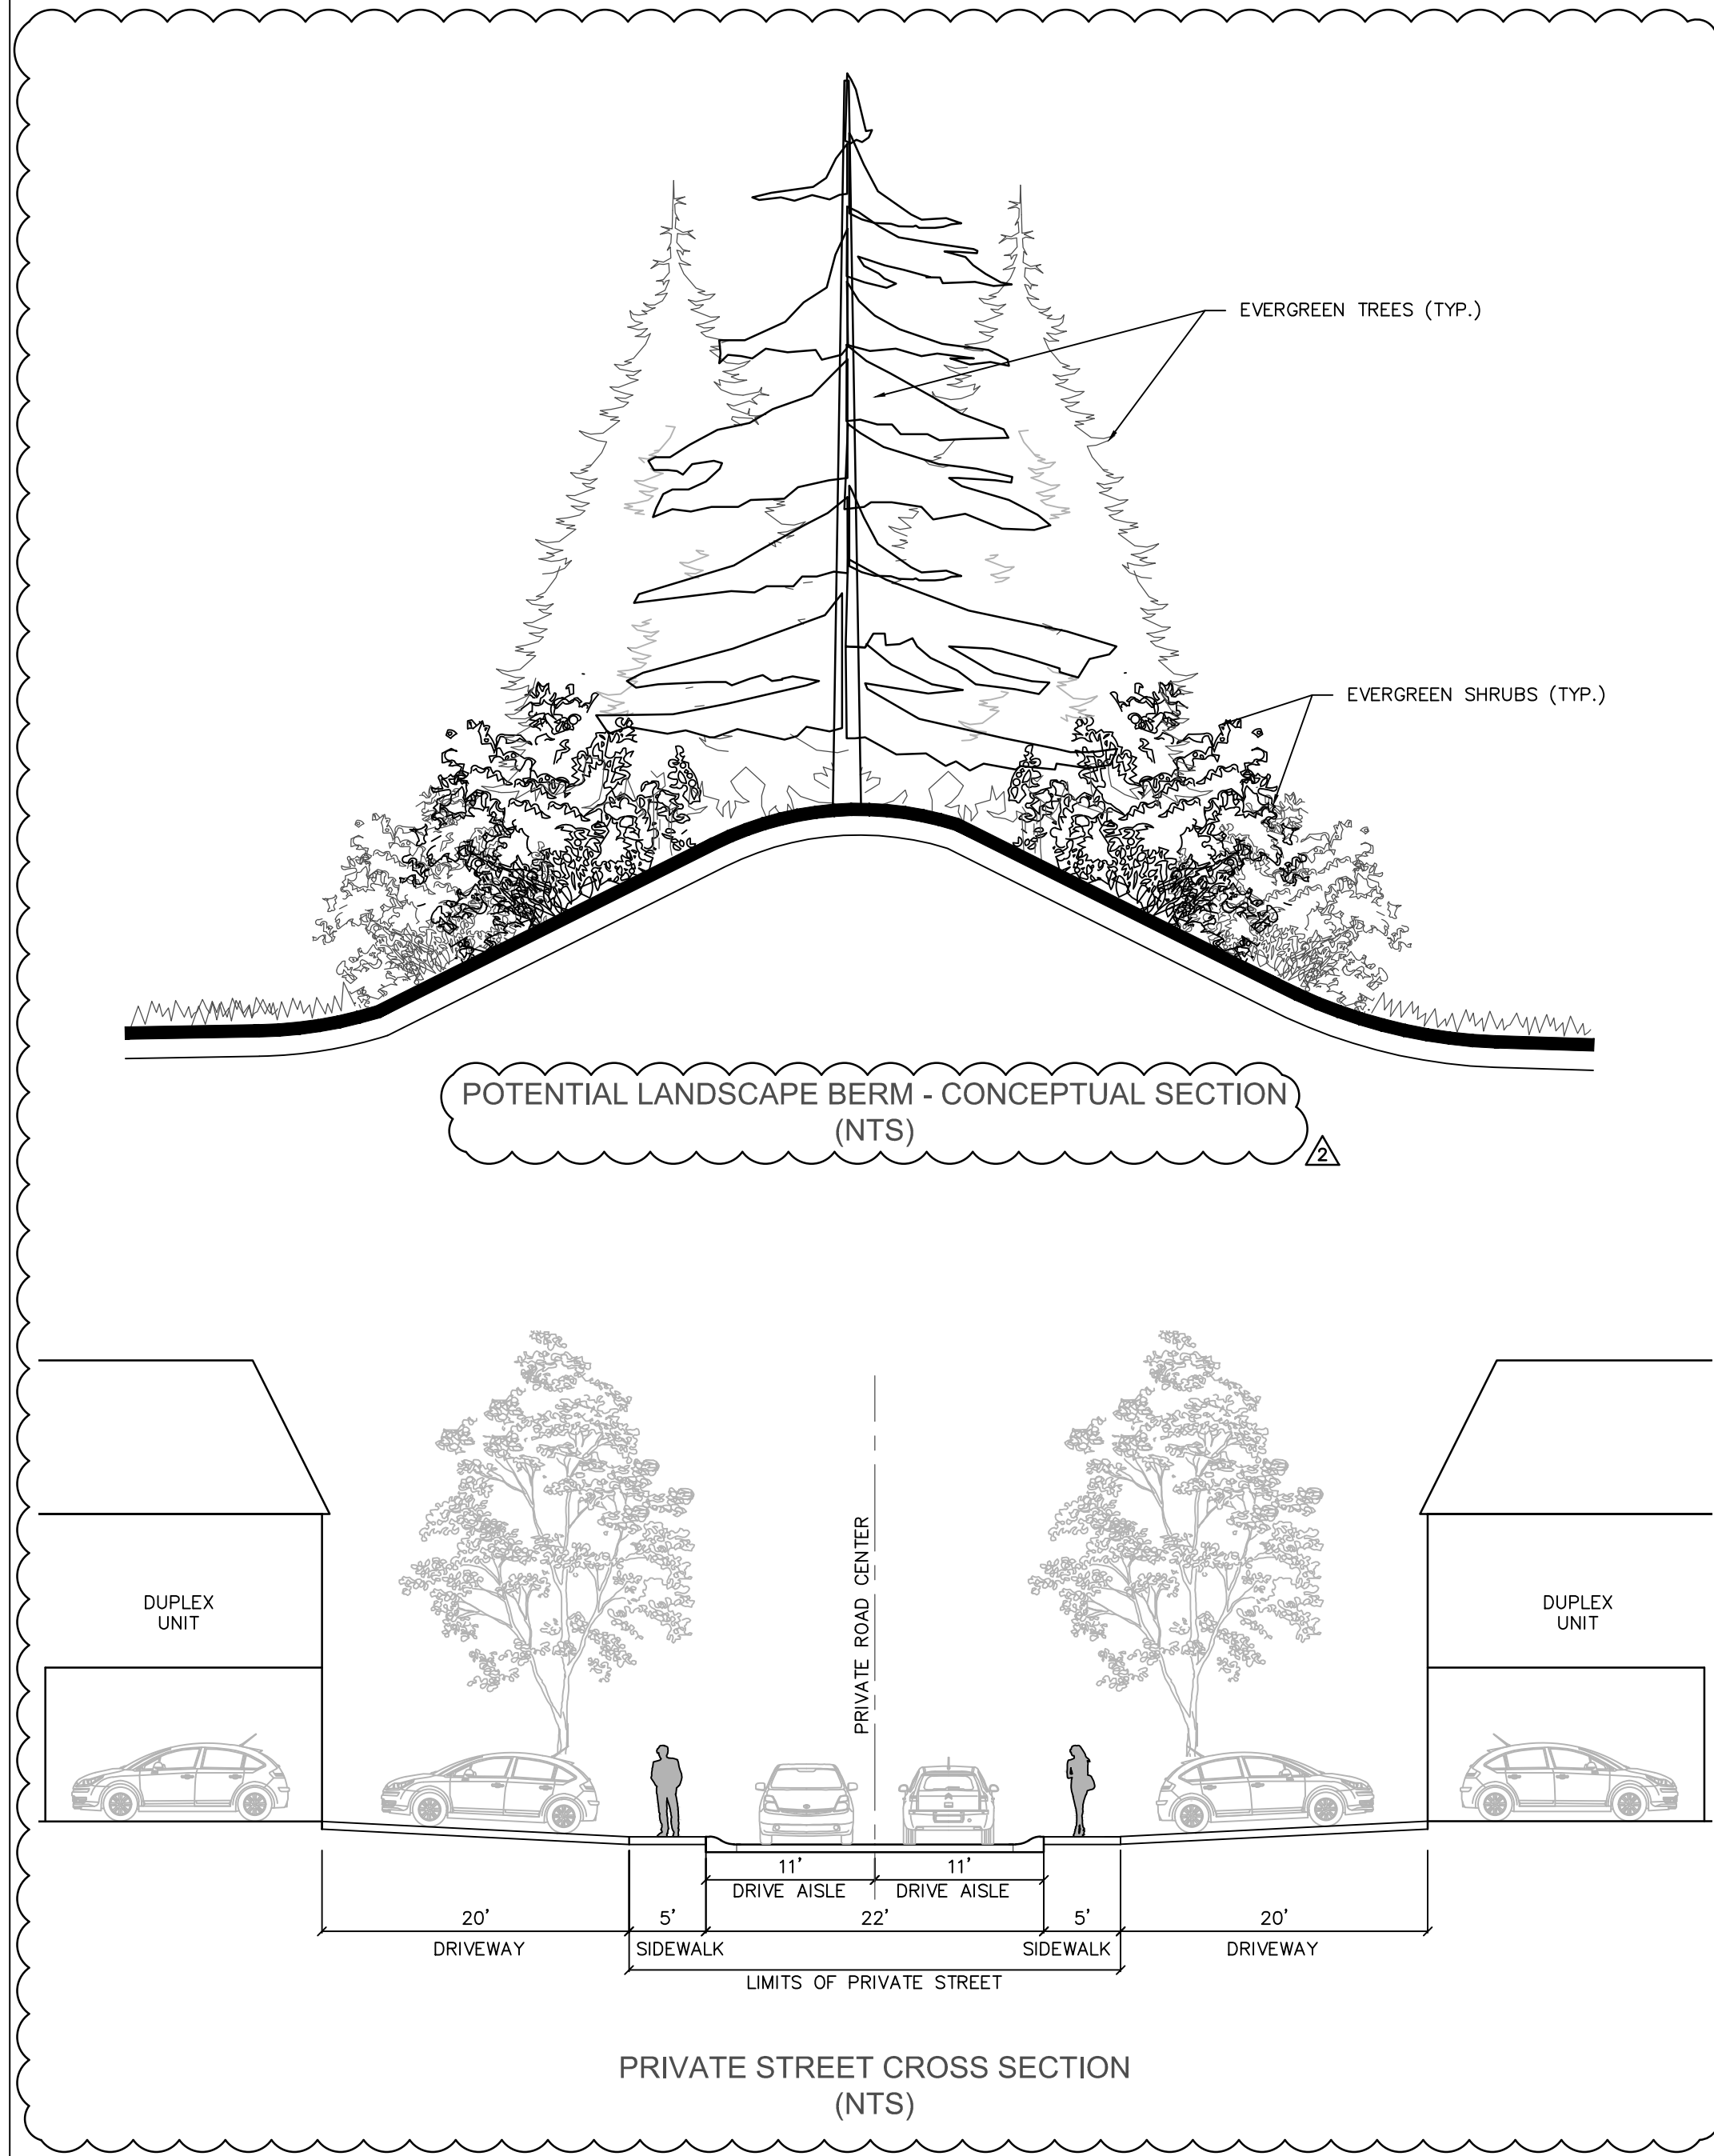 EVERGREEN TREES (TYP.)
EVERGREEN SHRUBS (TYP.)
POTENTIAL LANDSCAPE BERM - CONCEPTUAL SECTION
(NTS)
2
PRIVATE ROAD CENTER
DUPLEX
UNIT
DUPLEX
UNIT
11' 11'
DRIVE AISLE DRIVE AISLE
20' 5' 22' 5' 20'
DRIVEWAY SIDEWALK SIDEWALK DRIVEWAY
LIMITS OF PRIVATE STREET
PRIVATE STREET CROSS SECTION
(NTS)